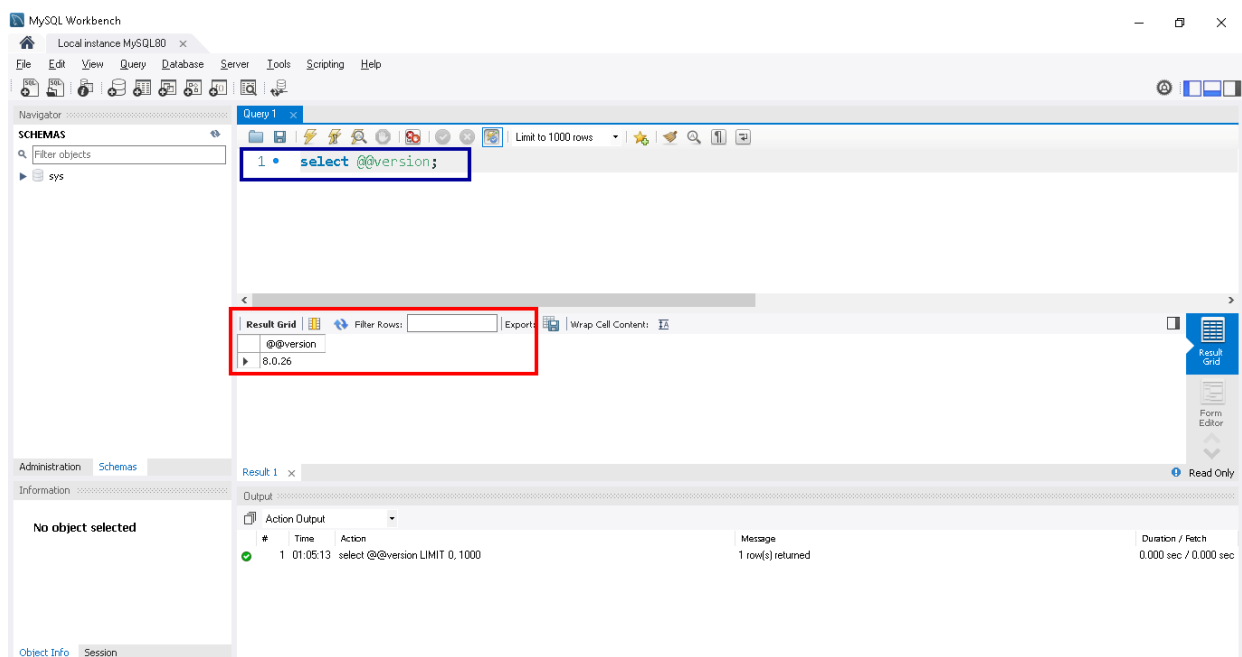 MySQL Workbench
Local instance MySQL80
File Edit View Query Database Server Tools Scripting Help
Navigator
SCHEMAS
Filter objects
sys
Query 1
Limit to 1000 rows
1 select @@version;
Result Grid Filter Rows: Export: Wrap Cell Content:
@@version
8.0.26
Result
Grid
Form
Editor
Administration Schemas
Result 1
Read Only
Information
No object selected
Output
Action Output
# Time Action Message Duration / Fetch
1 01:05:13 select @@version LIMIT 0, 1000 1 row(s) returned 0.000 sec / 0.000 sec
Object Info Session